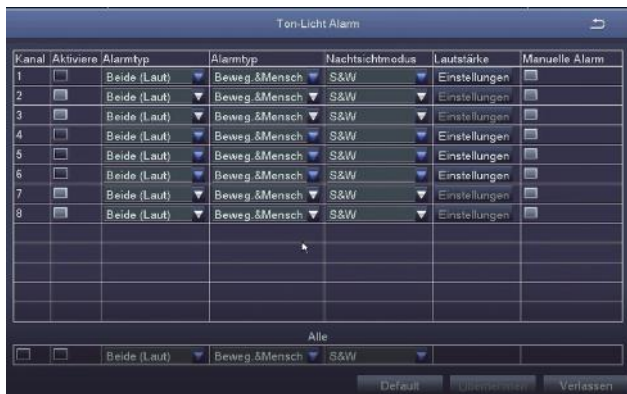 Ton-Licht Alarm
Kanal Aktiviere Alarmtyp Alarmtyp Nachtsichtmodus Lautstärke Manuelle Alarm
1 Beide (Laut) Beweg.&Mensch S&W Einstellungen
2 Beide (Laut) Beweg.&Mensch S&W Einstellungen
3 Beide (Laut) Beweg.&Mensch S&W Einstellungen
4 Beide (Laut) Beweg.&Mensch S&W Einstellungen
5 Beide (Laut) Beweg.&Mensch S&W Einstellungen
6 Beide (Laut) Beweg.&Mensch S&W Einstellungen
7 Beide (Laut) Beweg.&Mensch S&W Einstellungen
8 Beide (Laut) Beweg.&Mensch S&W Einstellungen
Alle
Beide (Laut) Beweg.&Mensch S&W
Default Übernehmen Verlassen